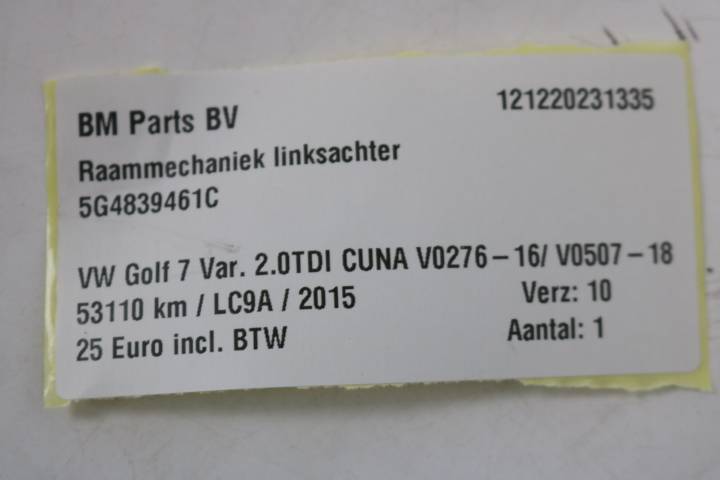 BM Parts BV 121220231335
Raammechaniek linksachter
5G4839461C
VW Golf 7 Var. 2.0TDI CUNA V0276-16/ V0507-18
53110 km / LC9A / 2015 Verz: 10
25 Euro incl. BTW Aantal: 1